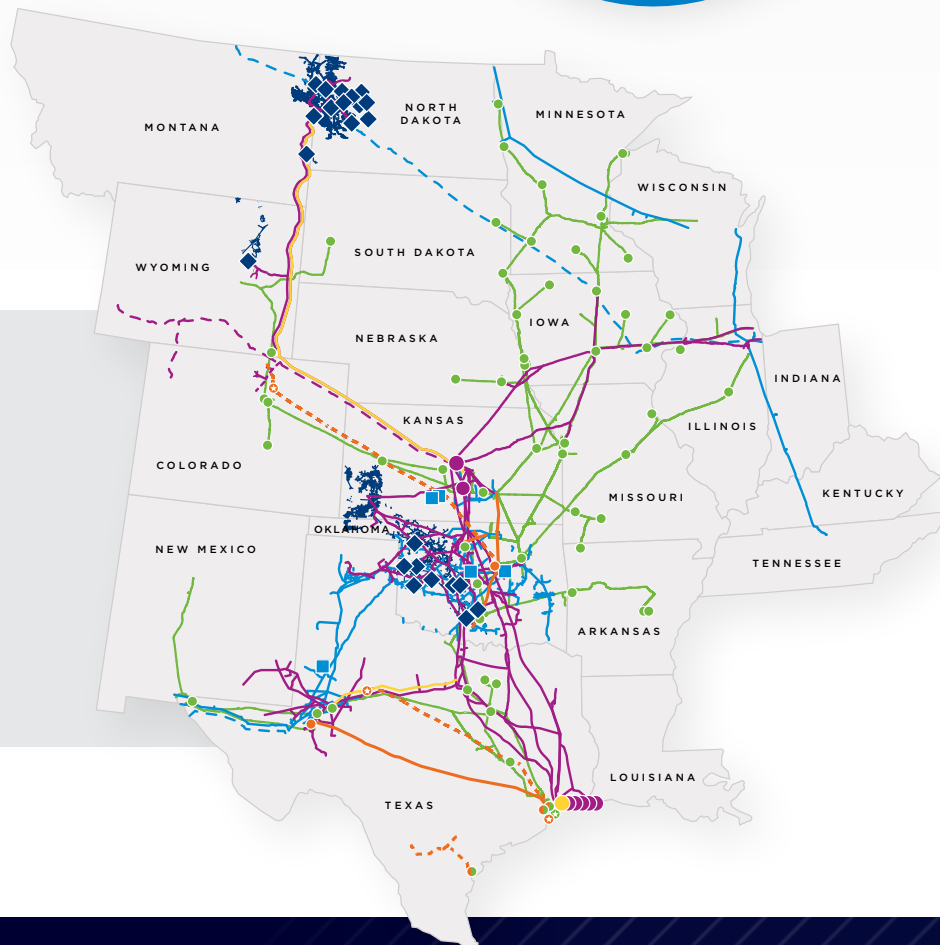 NORTH
DAKOTA
MINNESOTA
MONTANA
WISCONSIN
SOUTH DAKOTA
WYOMING
IOWA
NEBRASKA
INDIANA
KANSAS
ILLINOIS
COLORADO
MISSOURI
KENTUCKY
OKLAHOMA
NEW MEXICO
TENNESSEE
ARKANSAS
LOUISIANA
TEXAS